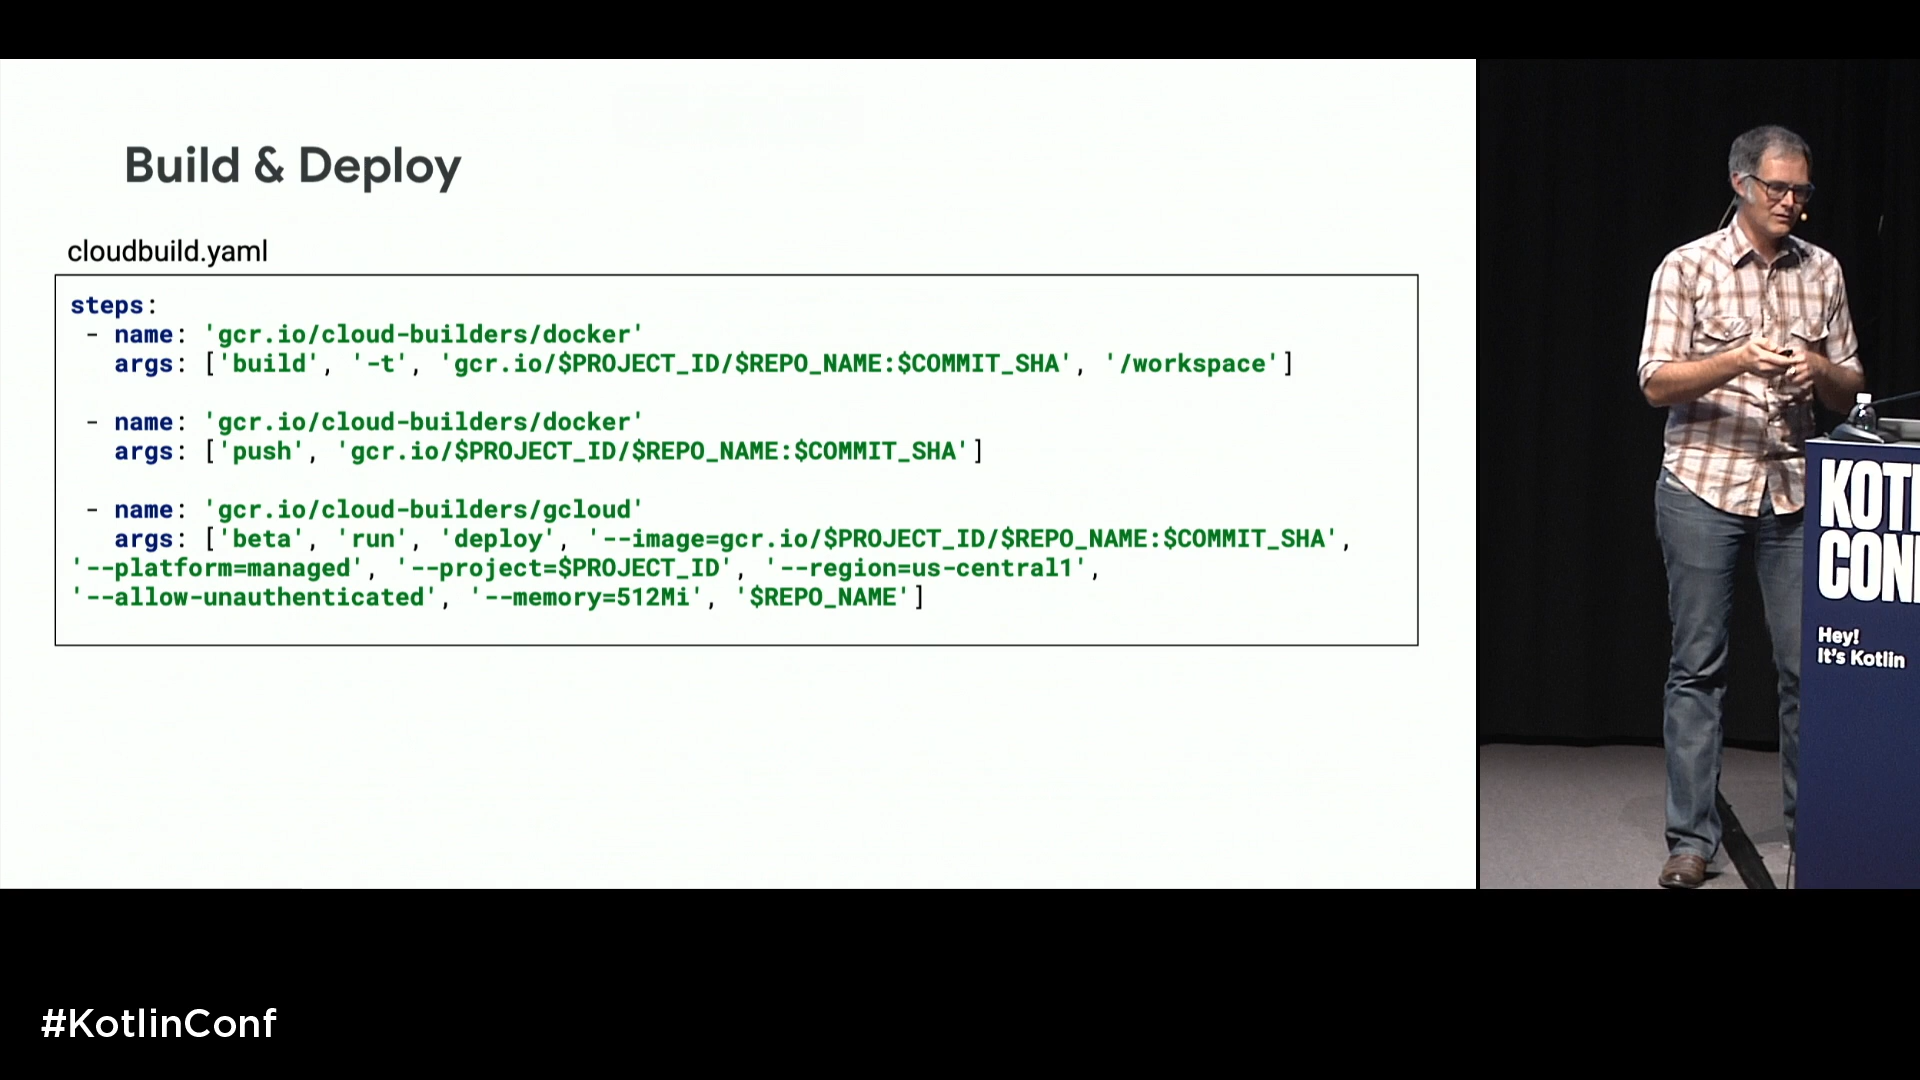 Build & Deploy
cloudbuild.yaml
steps:
- name: 'gcr.io/cloud-builders/docker'
args: ['build', '-t', 'gcr.io/$PROJECT_ID/$REPO_NAME:$COMMIT_SHA', '/workspace']
- name: 'gcr.io/cloud-builders/docker'
args: ['push', 'gcr.io/$PROJECT_ID/$REPO_NAME:$COMMIT_SHA']
- name: 'gcr.io/cloud-builders/gcloud'
args: ['beta', 'run', 'deploy', '--image=gcr.io/$PROJECT_ID/$REPO_NAME:$COMMIT_SHA',
'--platform=managed', '--project=$PROJECT_ID', '--region=us-central1',
'--allow-unauthenticated', '--memory=512Mi', '$REPO_NAME']
KOT
CON
Hey!
It's Kotlin
#KotlinConf